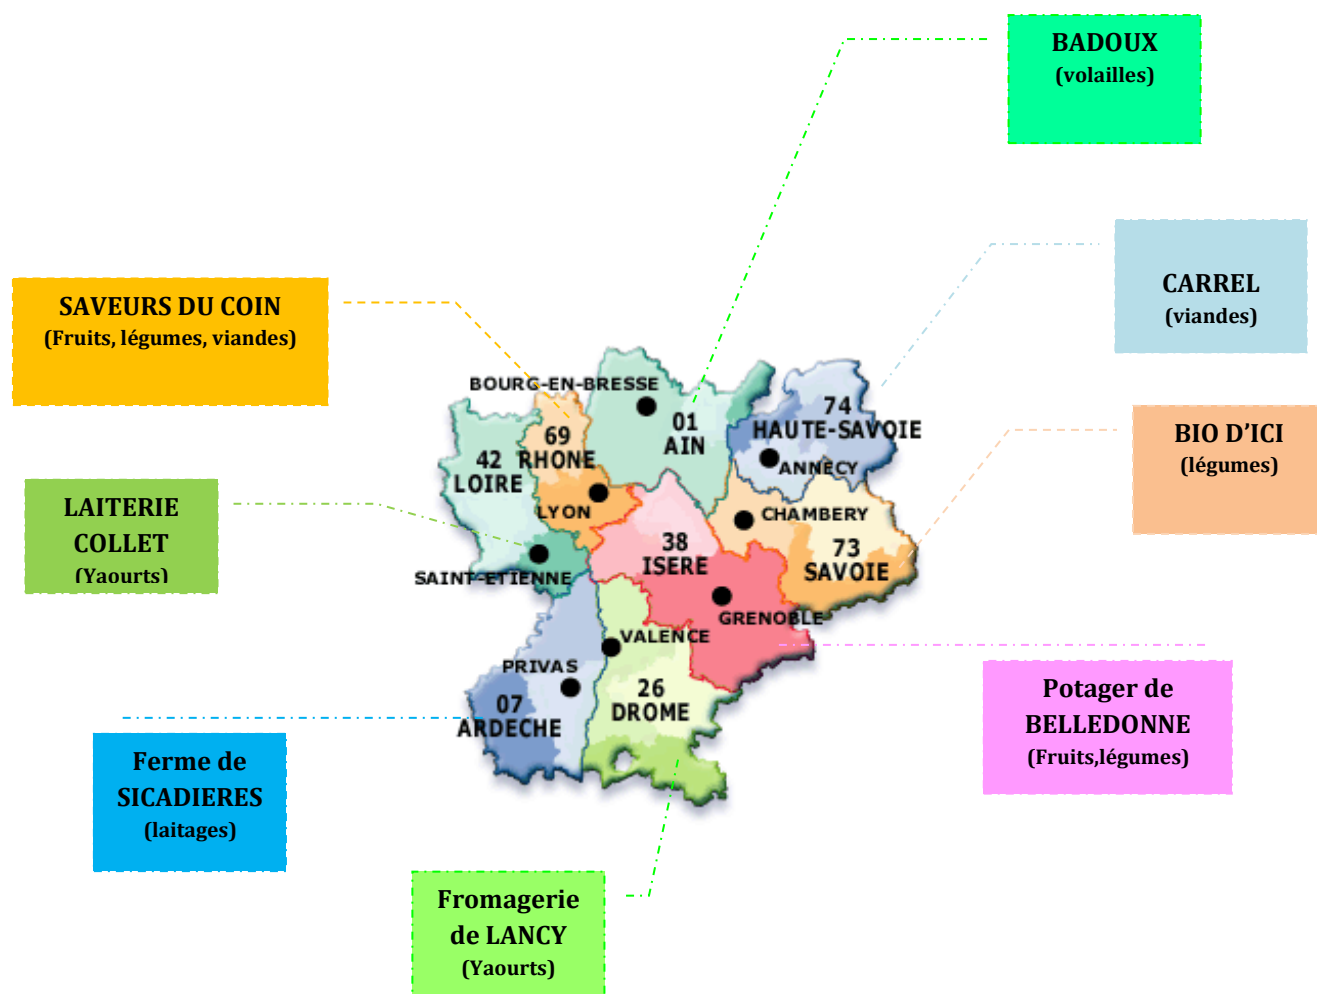 BADOUX
(volailles)
CARREL
(viandes)
SAVEURS DU COIN
(Fruits, légumes, viandes)
BOURG-EN-BRESSE
01
AIN
74
HAUTE-SAVOIE
ANNECY
69
RHONE
42
LOIRE
LYON
BIO D’ICI
(légumes)
LAITERIE
COLLET
(Yaourts)
CHAMBERY
38
ISERE
73
SAVOIE
SAINT-ETIENNE
GRENOBLE
VALENCE
PRIVAS
07
ARDECHE
26
DROME
Potager de
BELLEDONNE
(Fruits,légumes)
Ferme de
SICADIERES
(laitages)
Fromagerie
de LANCY
(Yaourts)